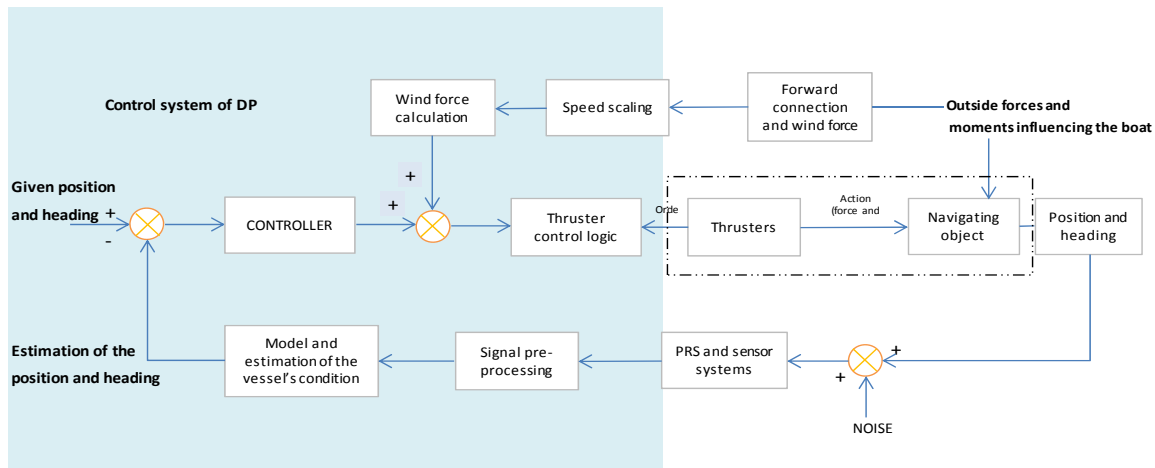 Control system of DP
Wind force
calculation
Speed scaling
Forward
connection
and wind force
Outside forces and
moments influencing the boat
Given position
and heading
+
-
CONTROLLER
+
+
Thruster
control logic
Orde
Thrusters
Action
(force and
Navigating
object
Position and
heading
Estimation of the
position and heading
Model and
estimation of the
vessel's condition
Signal pre-
processing
PRS and sensor
systems
+
+
NOISE